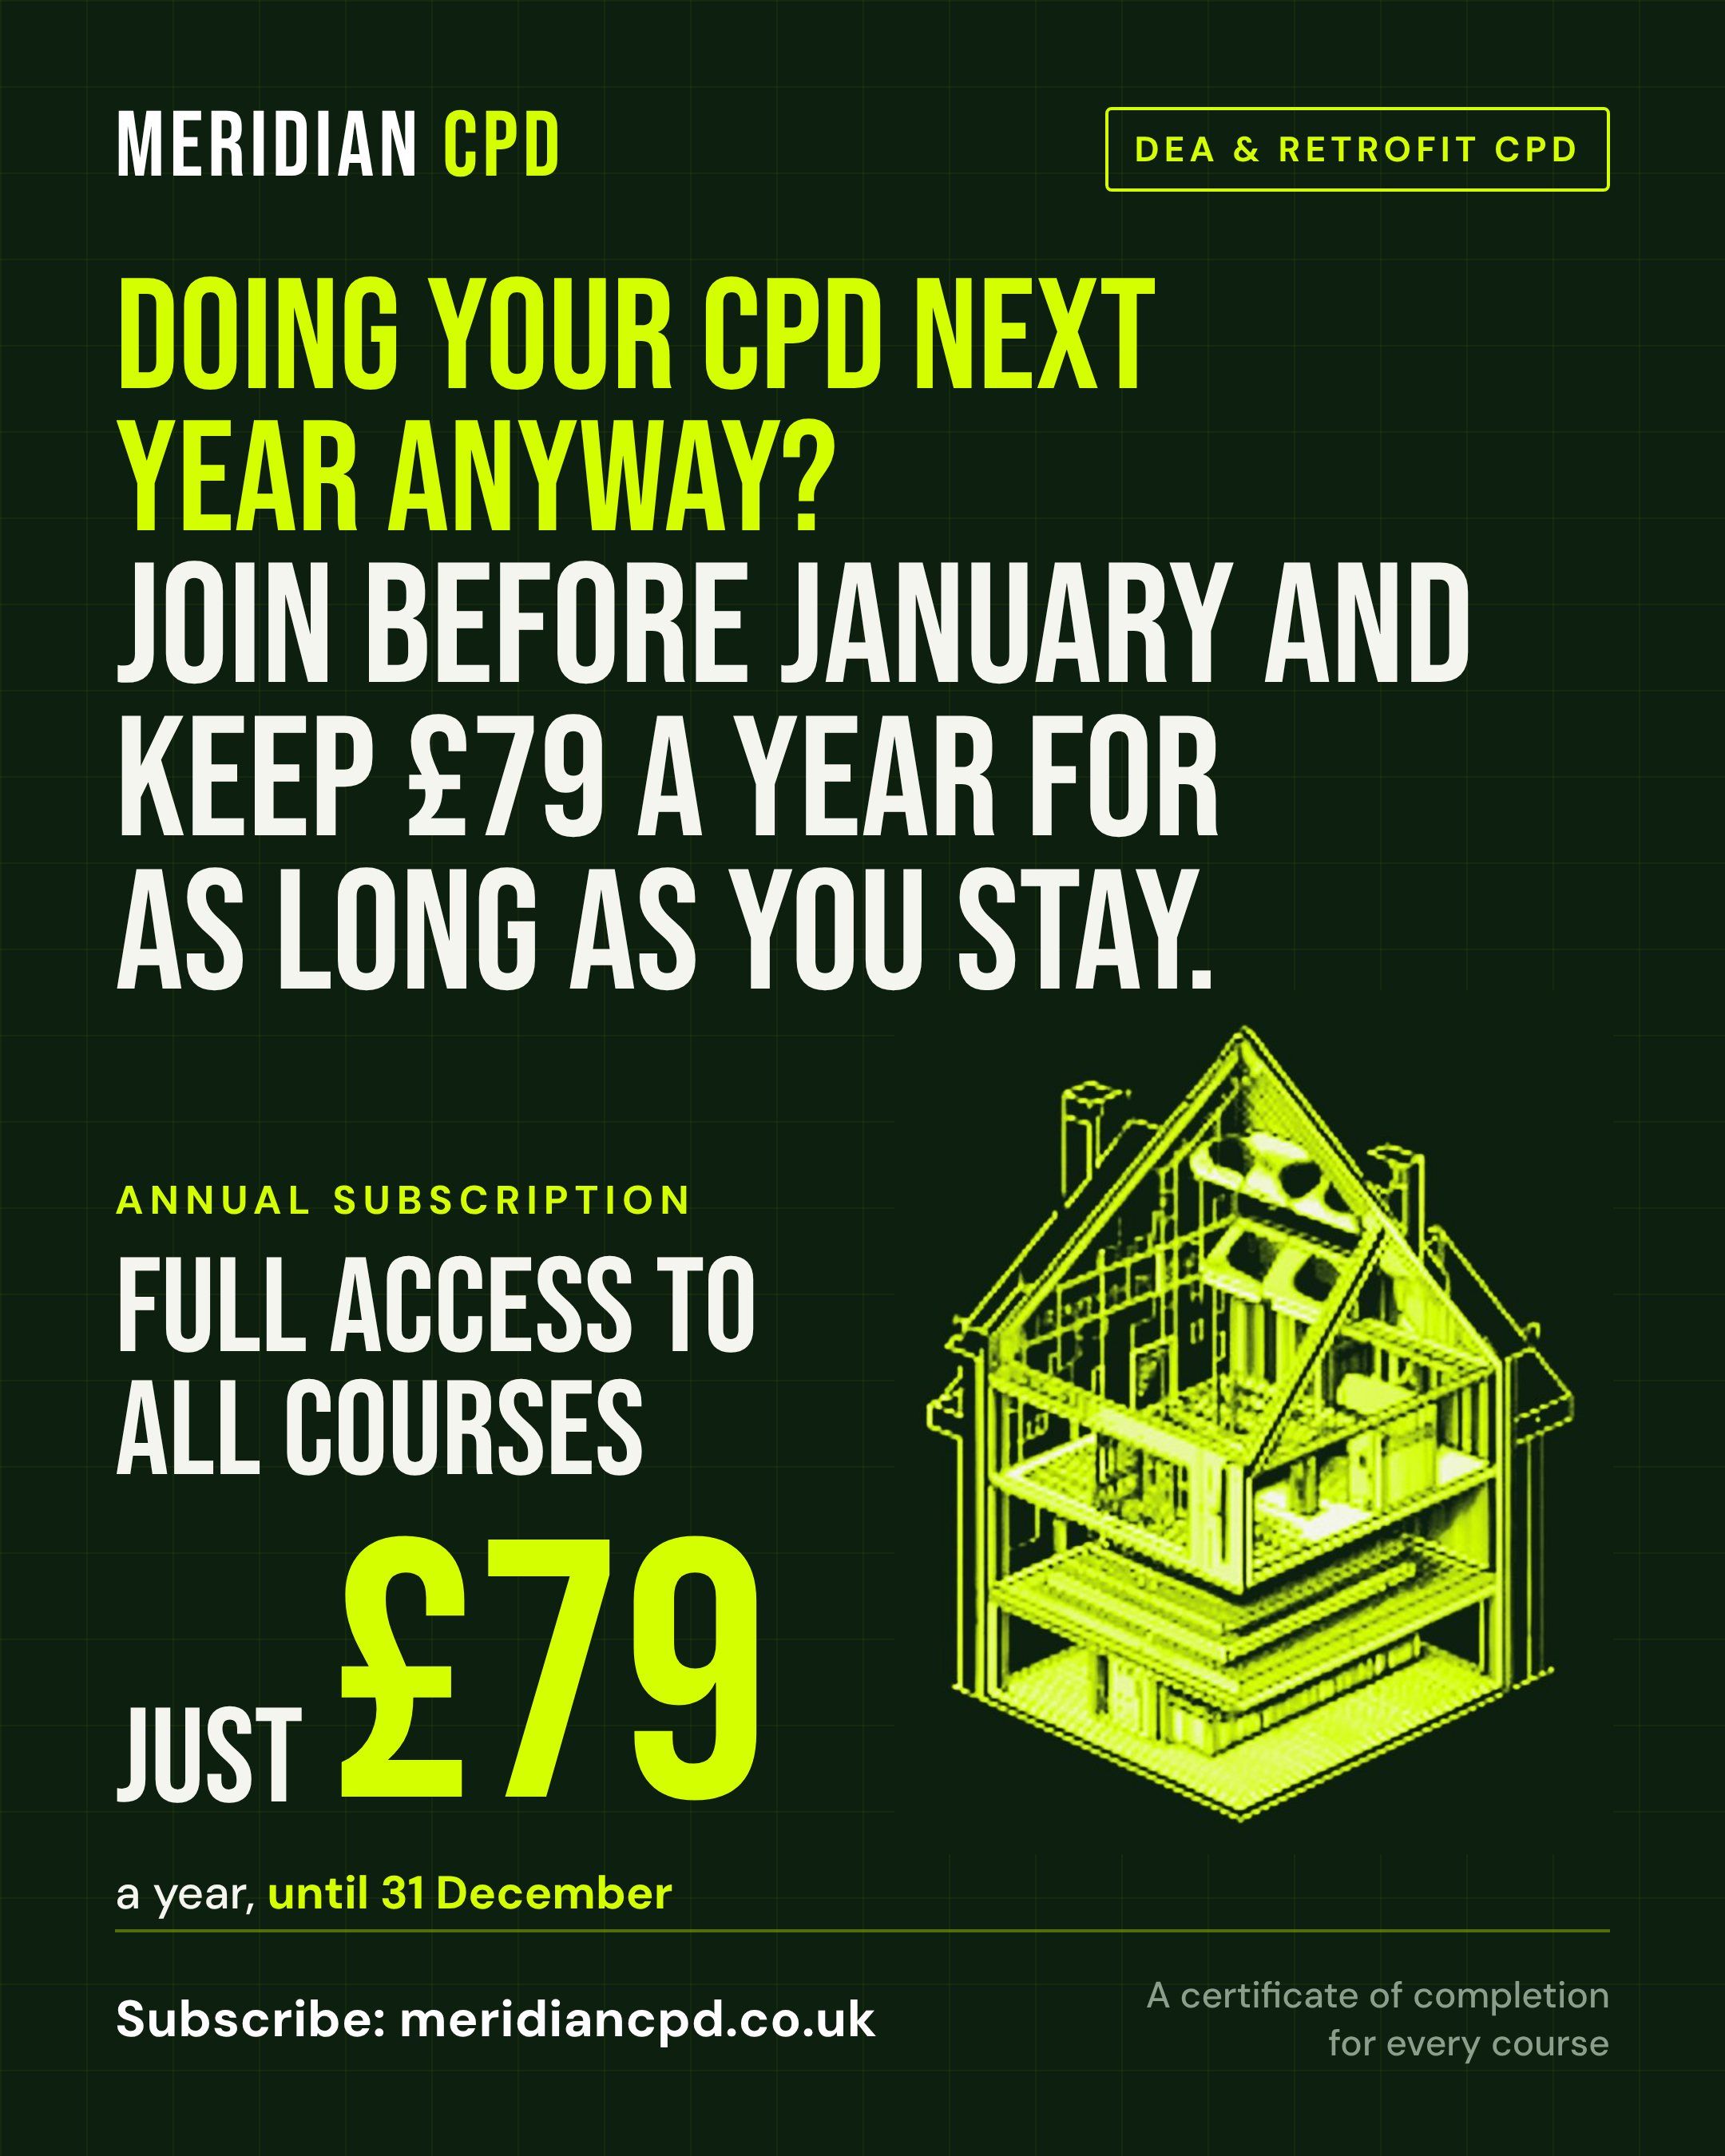 MERIDIAN CPD
DEA & RETROFIT CPD
DOING YOUR CPD NEXT
YEAR ANYWAY?
JOIN BEFORE JANUARY AND
KEEP £79 A YEAR FOR
AS LONG AS YOU STAY.
ANNUAL SUBSCRIPTION
FULL ACCESS TO
ALL COURSES
JUST £79
a year, until 31 December
Subscribe: meridiancpd.co.uk
A certificate of completion
for every course